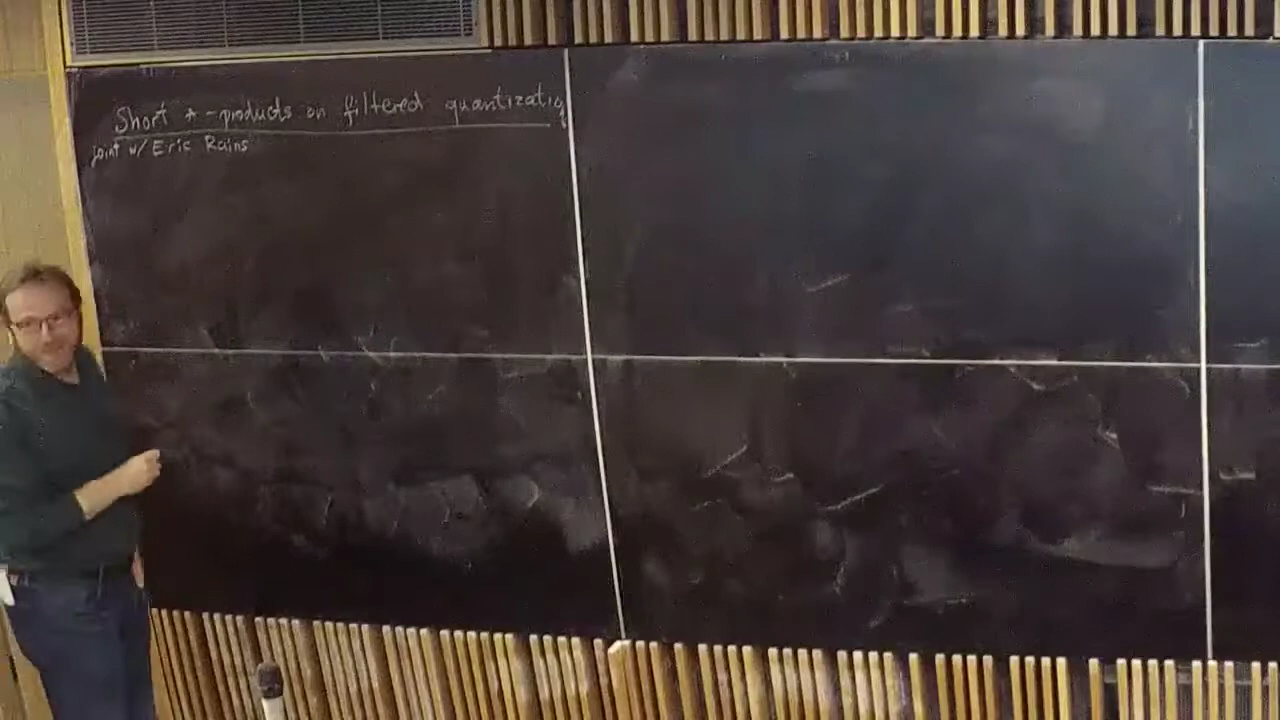 Short * -products on filtered quantizatio
joint w/ Eric Rains